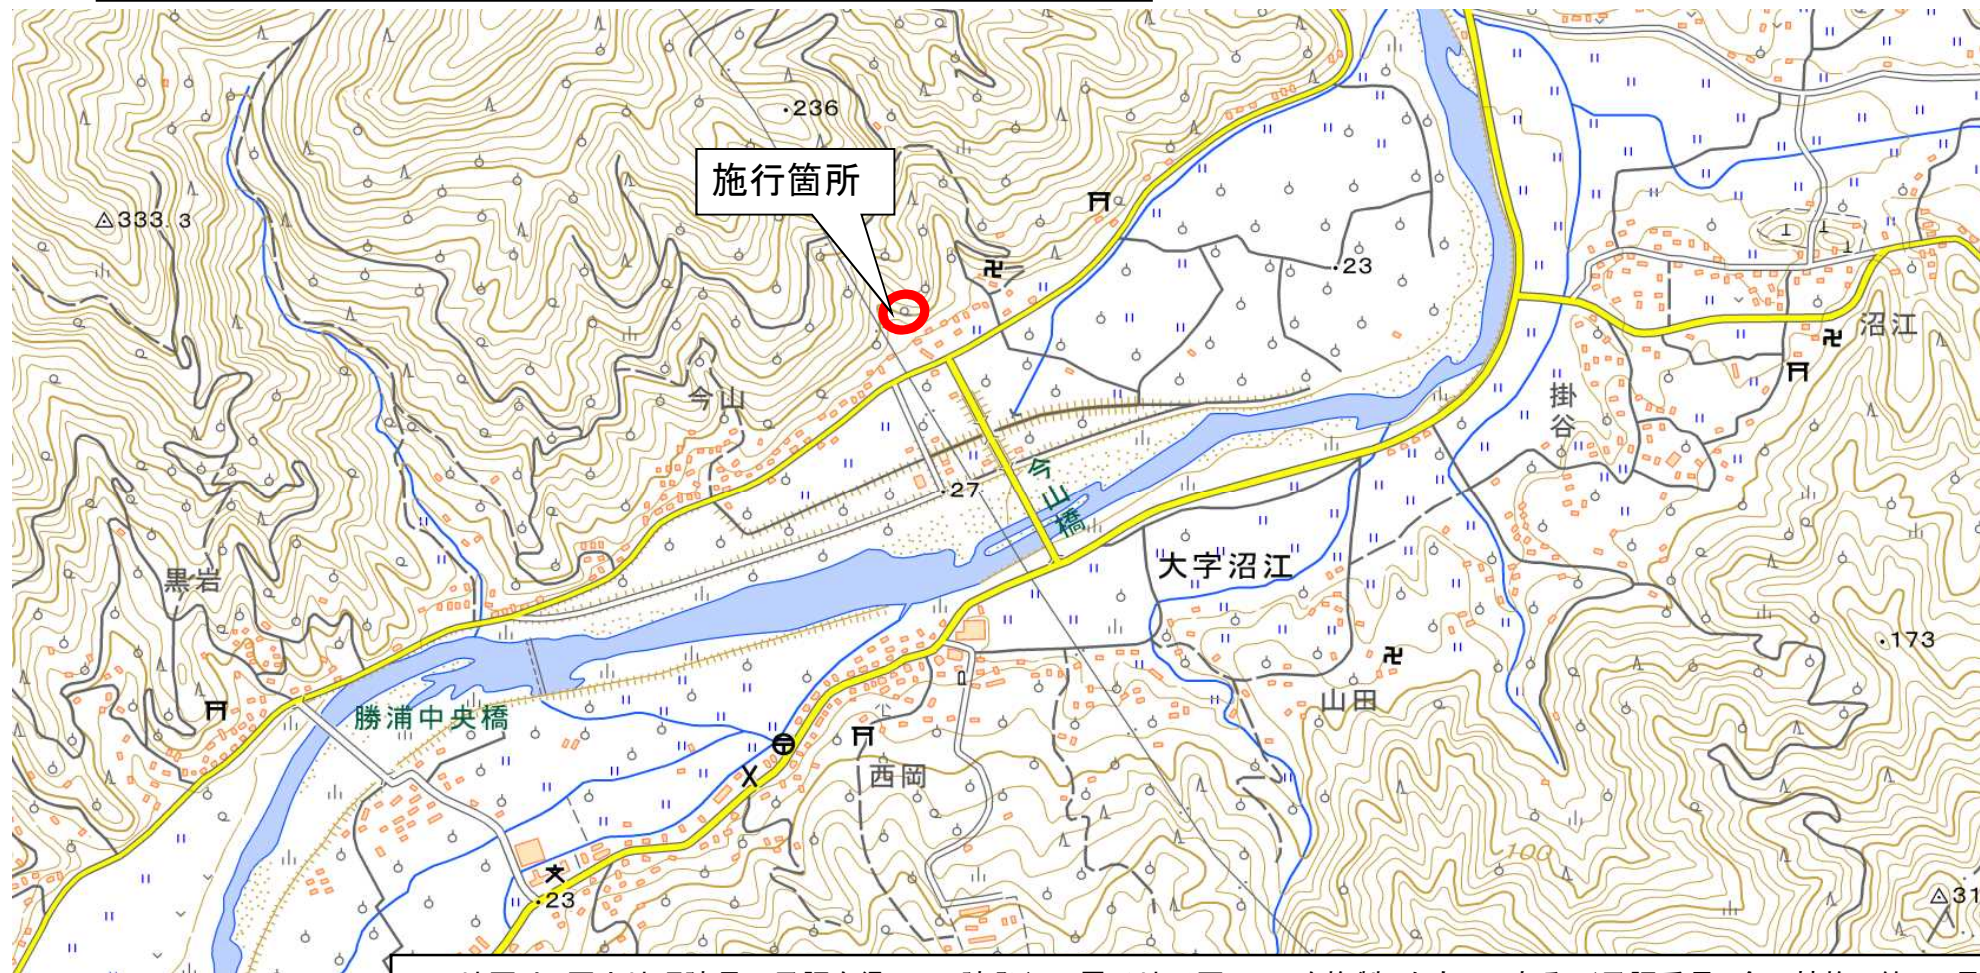 ・236
施行箇所
333.3
・23
沼江
今山
掛谷
・27
今山橋
大字沼江
黒岩
・173
山田
勝浦中央橋
西岡
100
・23
31